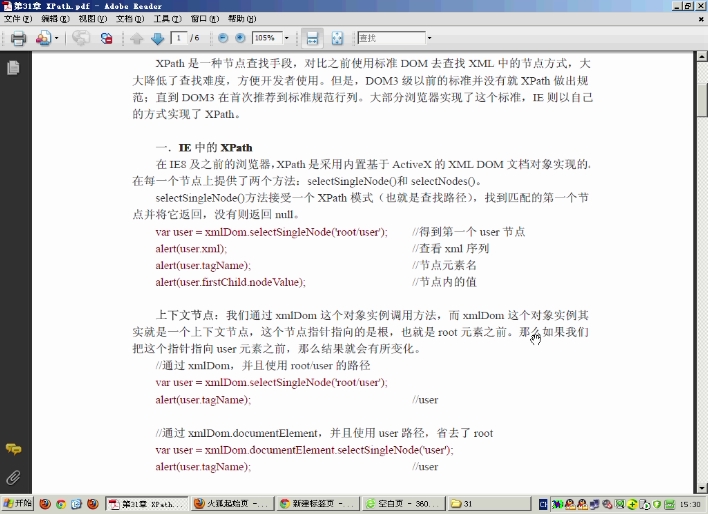 第31章 XPath.pdf - Adobe Reader
文件(F) 编辑(E) 视图(V) 文档(D) 工具(T) 窗口(W) 帮助(H)
1 / 6 105% 查找
XPath 是一种节点查找手段，对比之前使用标准 DOM 去查找 XML 中的节点方式，大
大降低了查找难度，方便开发者使用。但是，DOM3 级以前的标准并没有就 XPath 做出规
范；直到 DOM3 在首次推荐到标准规范行列。大部分浏览器实现了这个标准，IE 则以自己
的方式实现了 XPath。
一．IE 中的 XPath
在 IE8 及之前的浏览器，XPath 是采用内置基于 ActiveX 的 XML DOM 文档对象实现的.
在每一个节点上提供了两个方法：selectSingleNode()和 selectNodes()。
selectSingleNode()方法接受一个 XPath 模式（也就是查找路径），找到匹配的第一个节
点并将它返回，没有则返回 null。
var user = xmlDom.selectSingleNode('root/user'); //得到第一个 user 节点
alert(user.xml); //查看 xml 序列
alert(user.tagName); //节点元素名
alert(user.firstChild.nodeValue); //节点内的值
上下文节点：我们通过 xmlDom 这个对象实例调用方法，而 xmlDom 这个对象实例其
实就是一个上下文节点，这个节点指针指向的是根，也就是 root 元素之前。那么如果我们
把这个指针指向 user 元素之前，那么结果就会有所变化。
//通过 xmlDom，并且使用 root/user 的路径
var user = xmlDom.selectSingleNode('root/user');
alert(user.tagName); //user
//通过 xmlDom.documentElement，并且使用 user 路径，省去了 root
var user = xmlDom.documentElement.selectSingleNode('user');
alert(user.tagName); //user
开始 第31章 XPath... 火狐起始页 - ... 新建标签页 - ... 空白页 - 360... 31 15:30